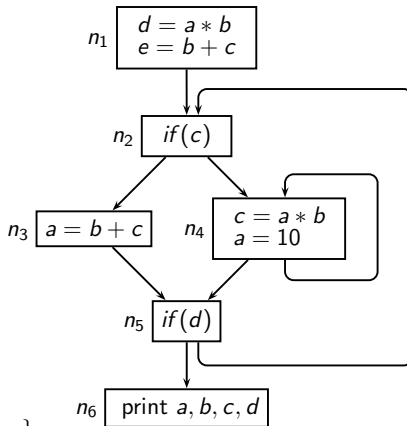 n1
d = a ∗ b
e = b + c
n2 if(c)
n3 a = b + c
n4
c = a ∗ b
a = 10
n5 if(d)
n6 print a, b, c, d
}